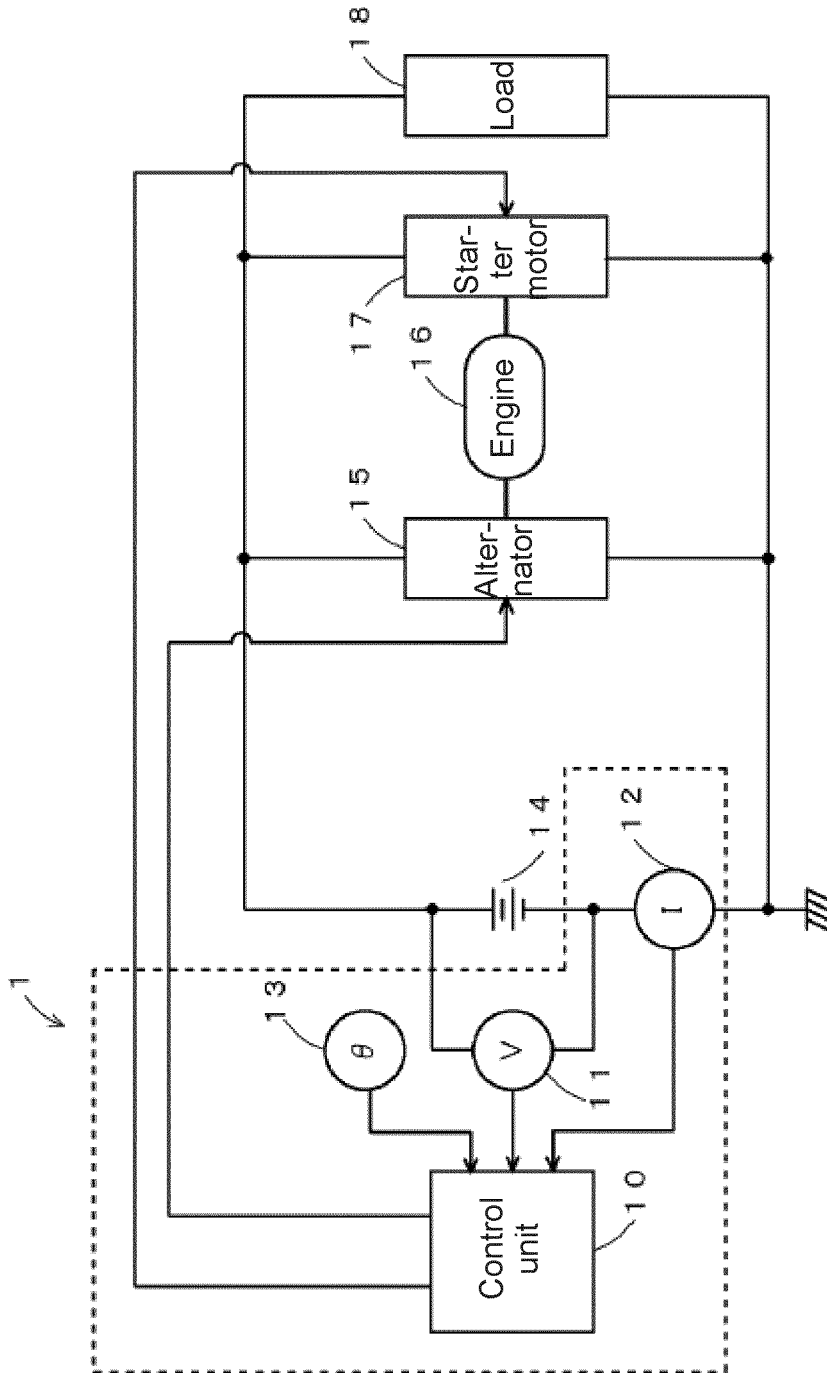 1
Control
unit
10
θ
13
V
11
I
12
14
Alter-
nator
15
Engine
16
Star-
ter
motor
17
Load
18